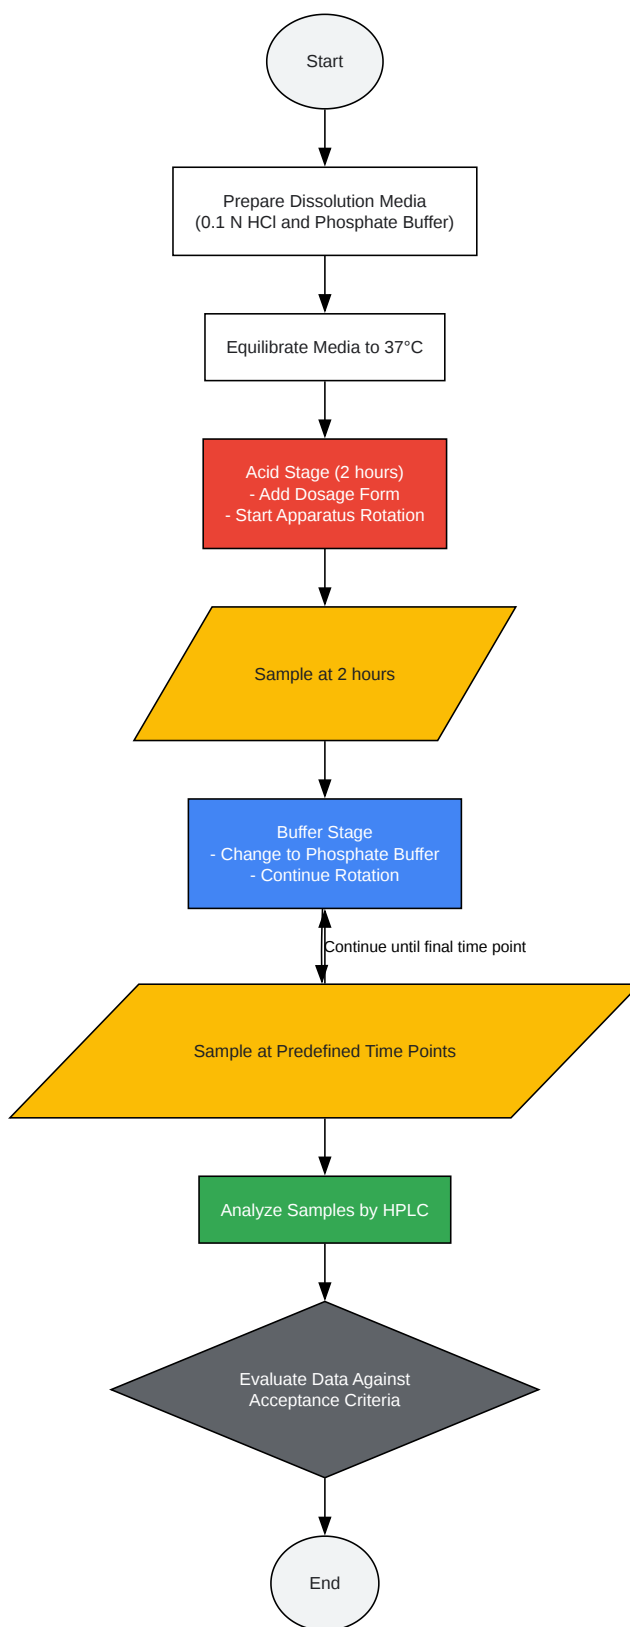 Start
Prepare Dissolution Media
(0.1 N HCl and Phosphate Buffer)
Equilibrate Media to 37°C
Acid Stage (2 hours)
- Add Dosage Form
- Start Apparatus Rotation
Sample at 2 hours
Buffer Stage
- Change to Phosphate Buffer
- Continue Rotation
Continue until final time point
Sample at Predefined Time Points
Analyze Samples by HPLC
Evaluate Data Against
Acceptance Criteria
End